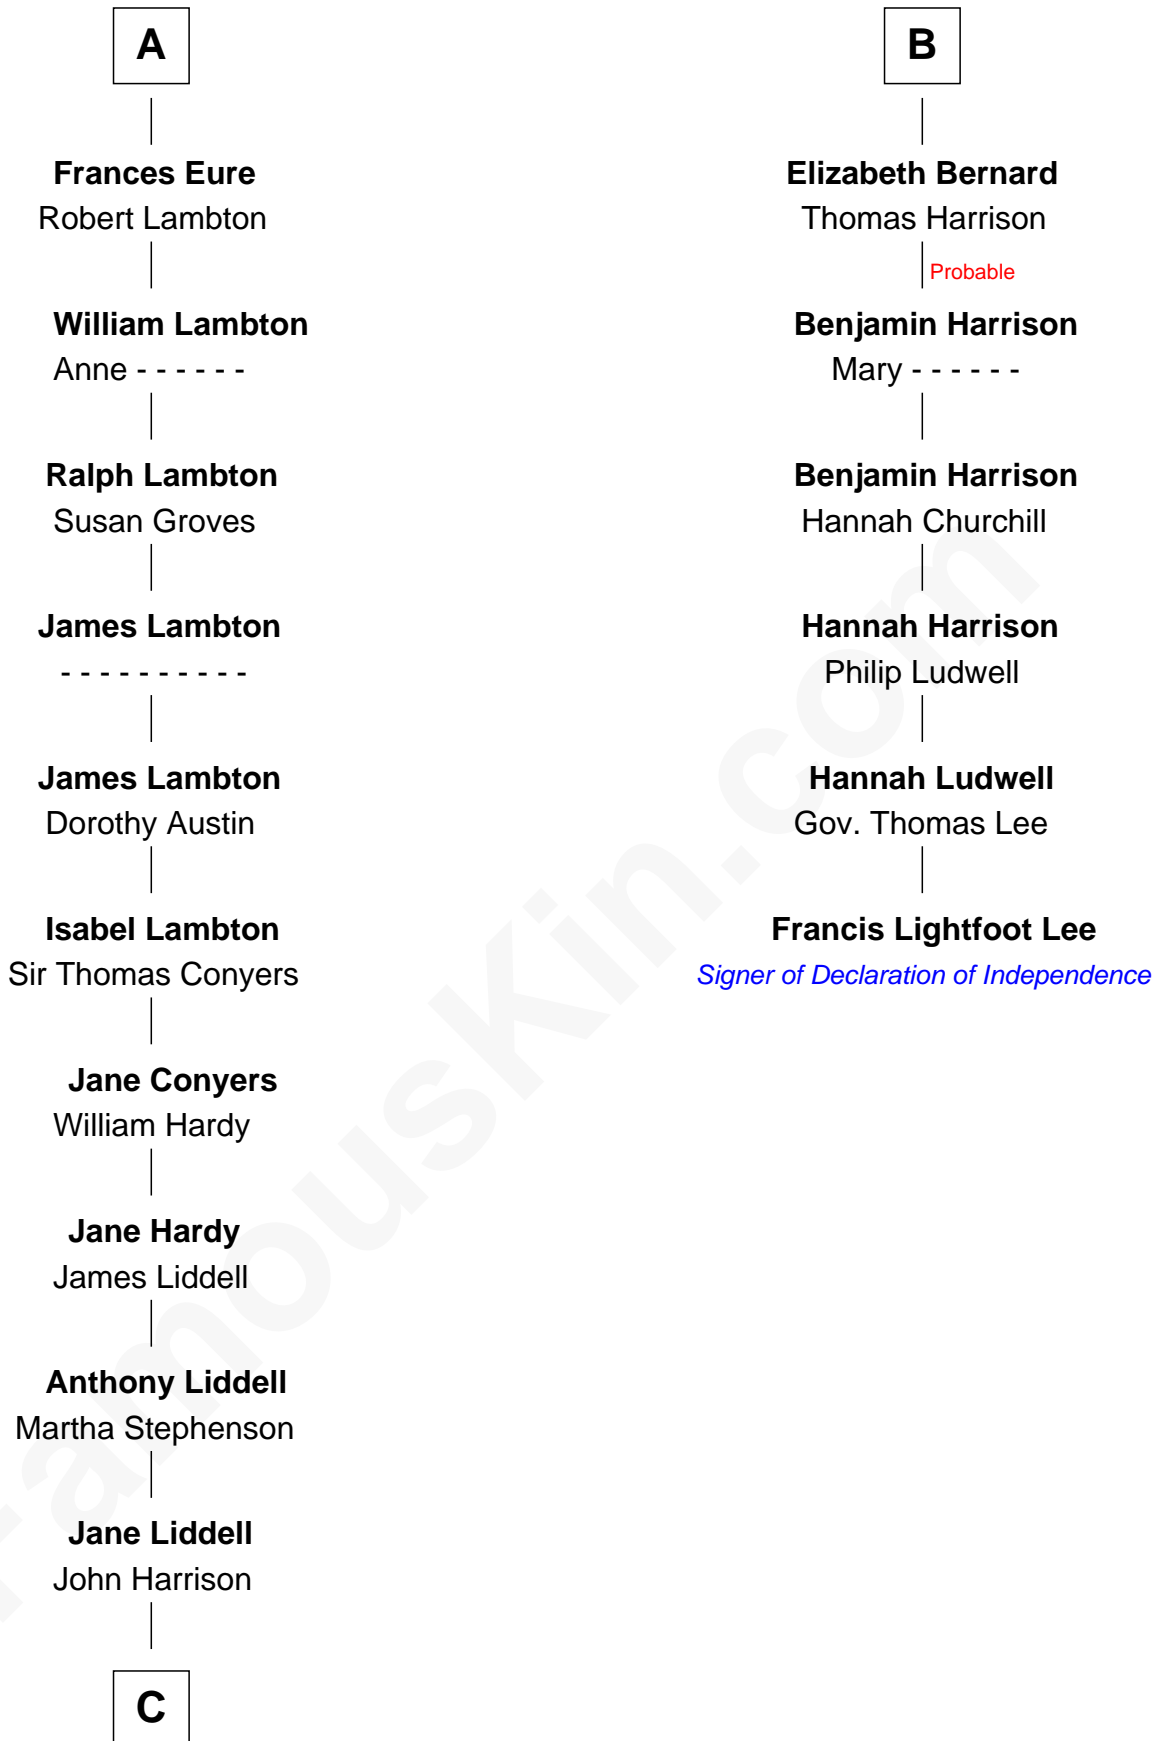 A
Frances Eure
Robert Lambton
William Lambton
Anne - - - - - -
Ralph Lambton
Susan Groves
James Lambton
- - - - - - - - - -
James Lambton
Dorothy Austin
Isabel Lambton
Sir Thomas Conyers
Jane Conyers
William Hardy
Jane Hardy
James Liddell
Anthony Liddell
Martha Stephenson
Jane Liddell
John Harrison
C
B
Elizabeth Bernard
Thomas Harrison
Probable
Benjamin Harrison
Mary - - - - - -
Benjamin Harrison
Hannah Churchill
Hannah Harrison
Philip Ludwell
Hannah Ludwell
Gov. Thomas Lee
Francis Lightfoot Lee
Signer of Declaration of Independence
FamousKin.com